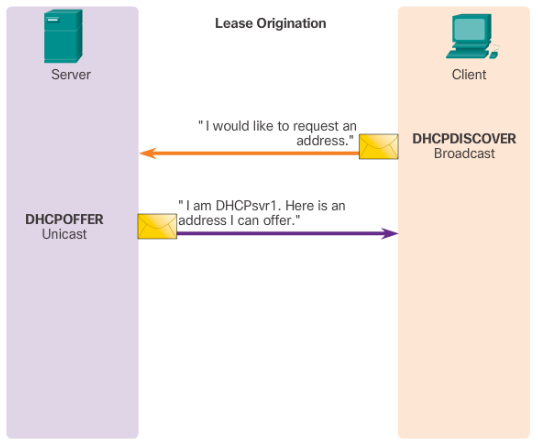 Lease Origination
Server
Client
" I would like to request an
address."
DHCPDISCOVER
Broadcast
DHCPOFFER
Unicast
" I am DHCPsvr1. Here is an
address I can offer."